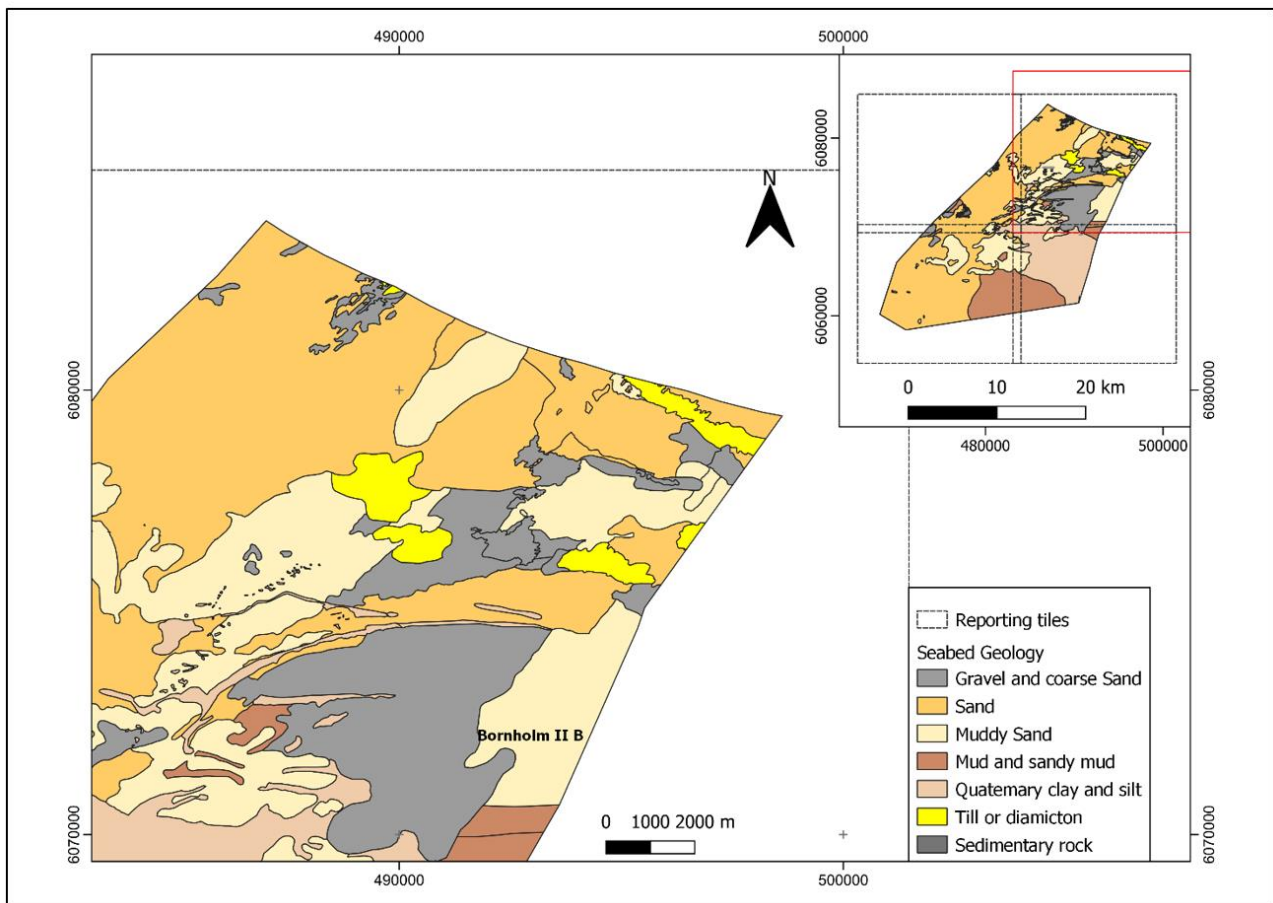 490000
500000
6080000
6060000
N
0 10 20 km
480000 500000
6080000
6080000
Bornholm II B
0 1000 2000 m
Reporting tiles
Seabed Geology
Gravel and coarse Sand
Sand
Muddy Sand
Mud and sandy mud
Quaternary clay and silt
Till or diamicton
Sedimentary rock
6070000
6070000
490000
500000